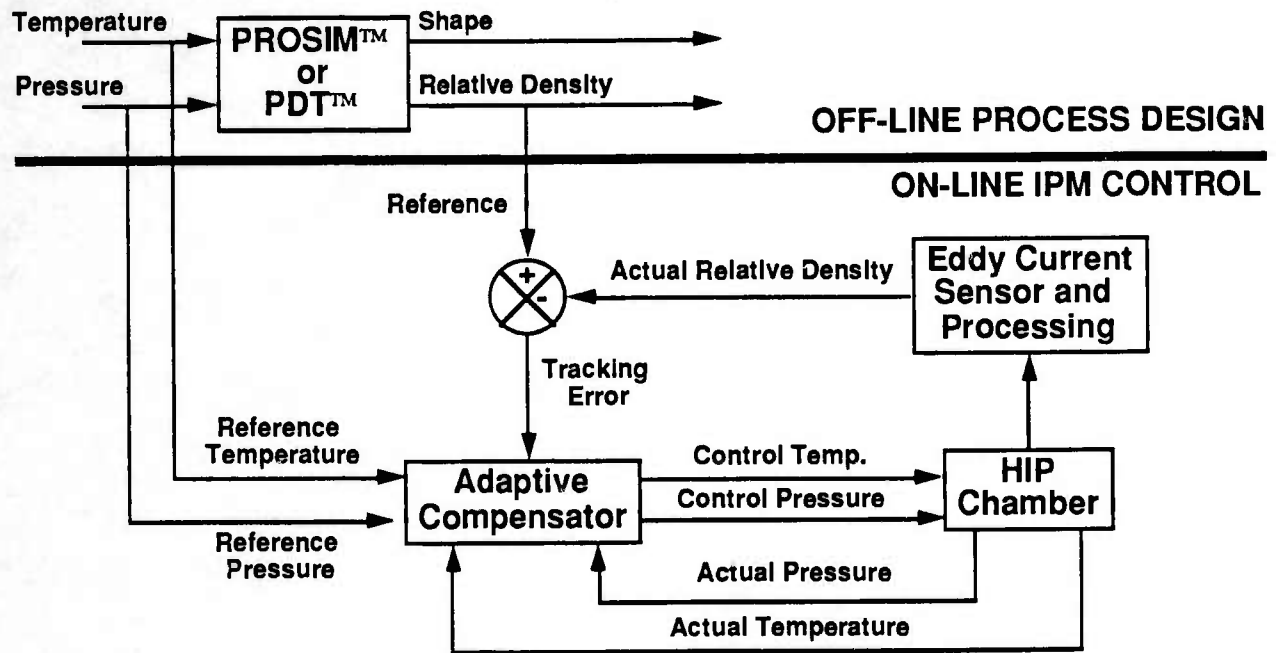 Temperature
Pressure
PROSIM™
or
PDT™
Shape
Relative Density
OFF-LINE PROCESS DESIGN
ON-LINE IPM CONTROL
Reference
+
-
Actual Relative Density
Eddy Current
Sensor and
Processing
Tracking
Error
Reference
Temperature
Reference
Pressure
Adaptive
Compensator
Control Temp.
Control Pressure
HIP
Chamber
Actual Pressure
Actual Temperature